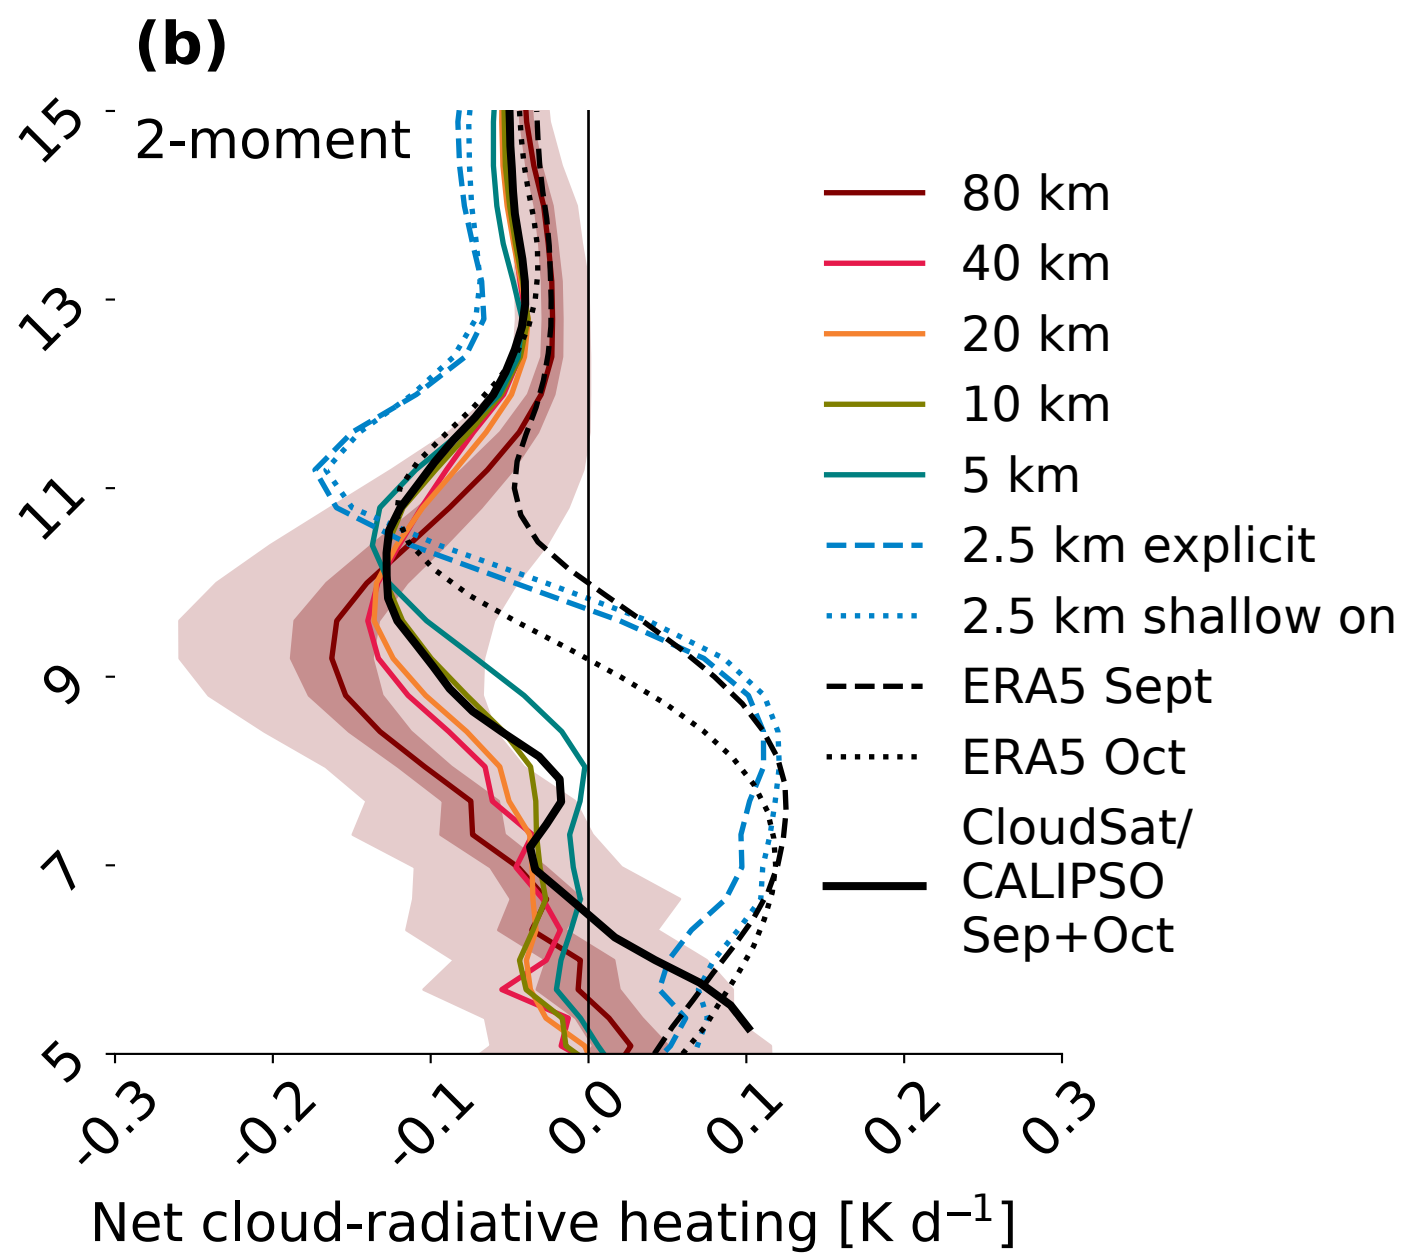 (b)
2-moment
15
13
11
9
7
5
-0.3
-0.2
-0.1
0.0
0.1
0.2
0.3
Net cloud-radiative heating [K d⁻¹]
80 km
40 km
20 km
10 km
5 km
2.5 km explicit
2.5 km shallow on
ERA5 Sept
ERA5 Oct
CloudSat/
CALIPSO
Sep+Oct